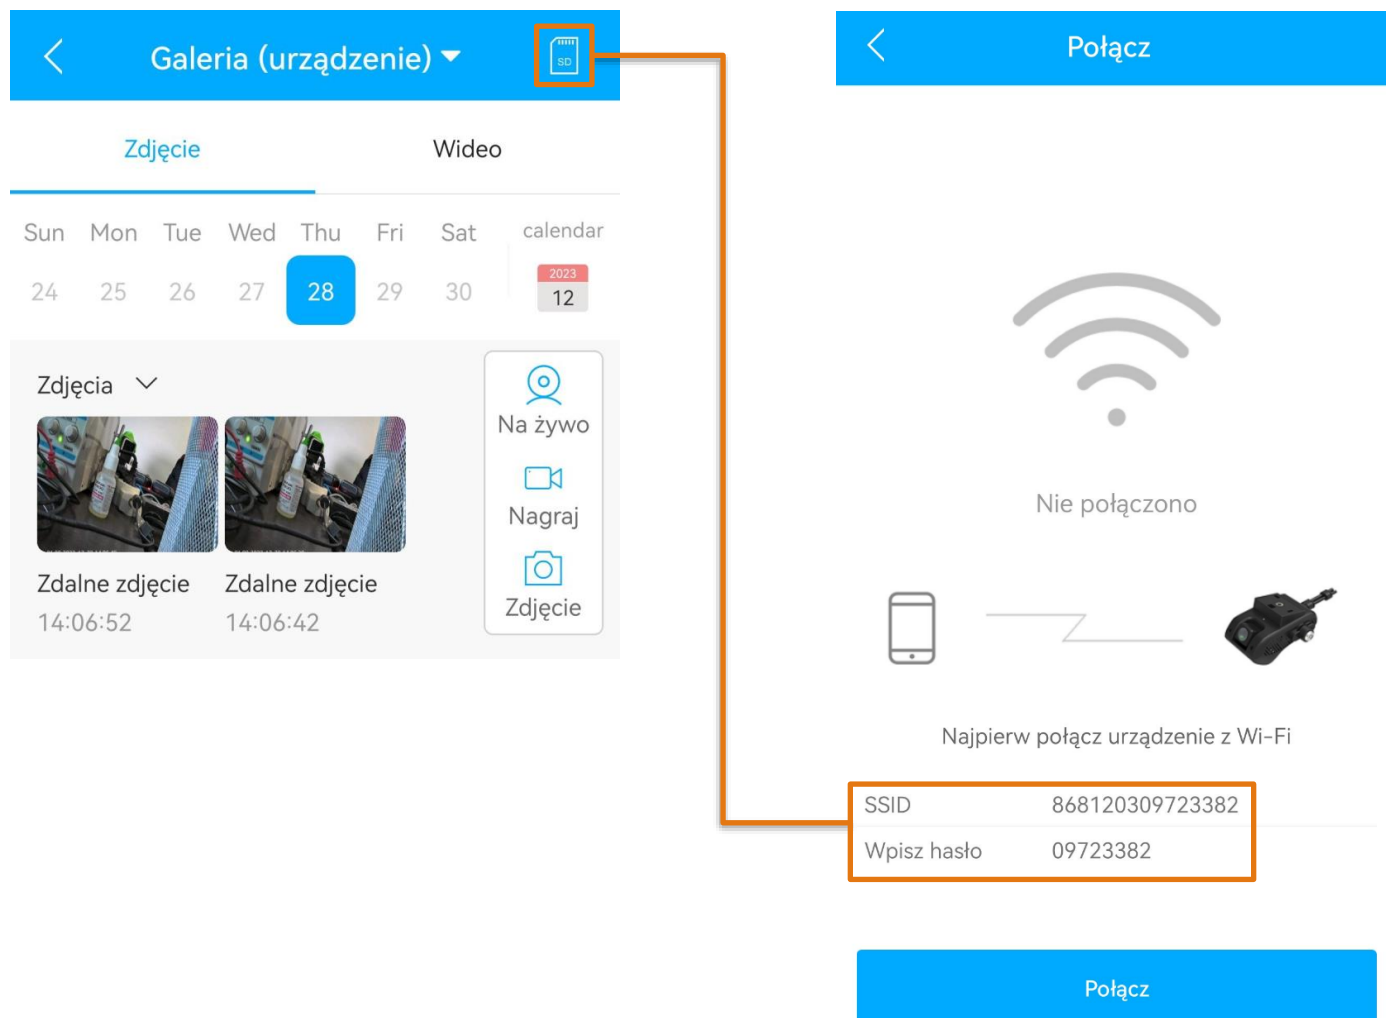 Galeria (urządzenie)
SD
Zdjęcie Wideo
Sun Mon Tue Wed Thu Fri Sat calendar
24 25 26 27 28 29 30
2023
12
Zdjęcia
Na żywo
Nagraj
Zdjęcie
Zdalne zdjęcie Zdalne zdjęcie
14:06:52 14:06:42
Połącz
Nie połączono
Najpierw połącz urządzenie z Wi-Fi
SSID 868120309723382
Wpisz hasło 09723382
Połącz